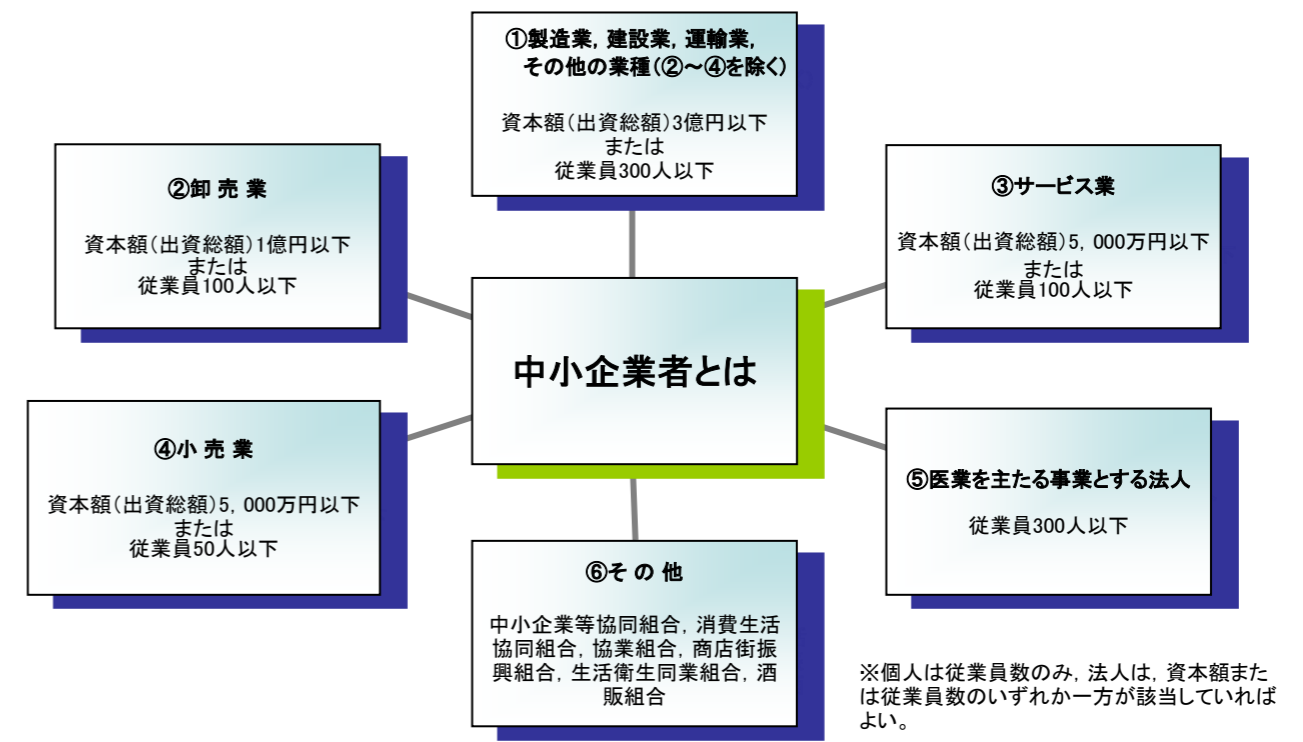 ①製造業，建設業，運輸業，
その他の業種（②～④を除く）
資本額（出資総額）3億円以下
または
従業員300人以下
②卸 売 業
資本額（出資総額）1億円以下
または
従業員100人以下
③サービス業
資本額（出資総額）5，000万円以下
または
従業員100人以下
中小企業者とは
④小 売 業
資本額（出資総額）5，000万円以下
または
従業員50人以下
⑤医業を主たる事業とする法人
従業員300人以下
⑥そ の 他
中小企業等協同組合，消費生活
協同組合，協業組合，商店街振
興組合，生活衛生同業組合，酒
販組合
※個人は従業員数のみ，法人は，資本額また
は従業員数のいずれか一方が該当していれば
よい。